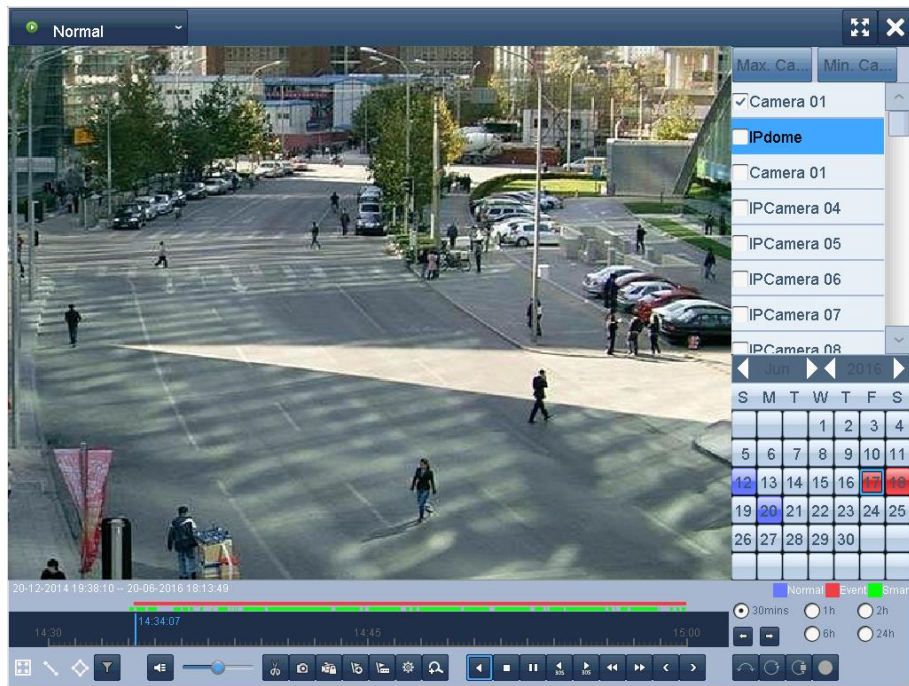 Normal
Max. Ca... Min. Ca...
Camera 01
IPdome
Camera 01
IPCamera 04
IPCamera 05
IPCamera 06
IPCamera 07
IPCamera 08
Jun 2016
S M T W T F S
1 2 3 4
5 6 7 8 9 10 11
12 13 14 15 16 17 18
19 20 21 22 23 24 25
26 27 28 29 30
20-12-2014 19:38:10 -- 20-06-2016 18:13:49
Normal Event Smar
14:34:07
14:30 14:45 15:00
30mins 1h 2h
6h 24h
30S 30S